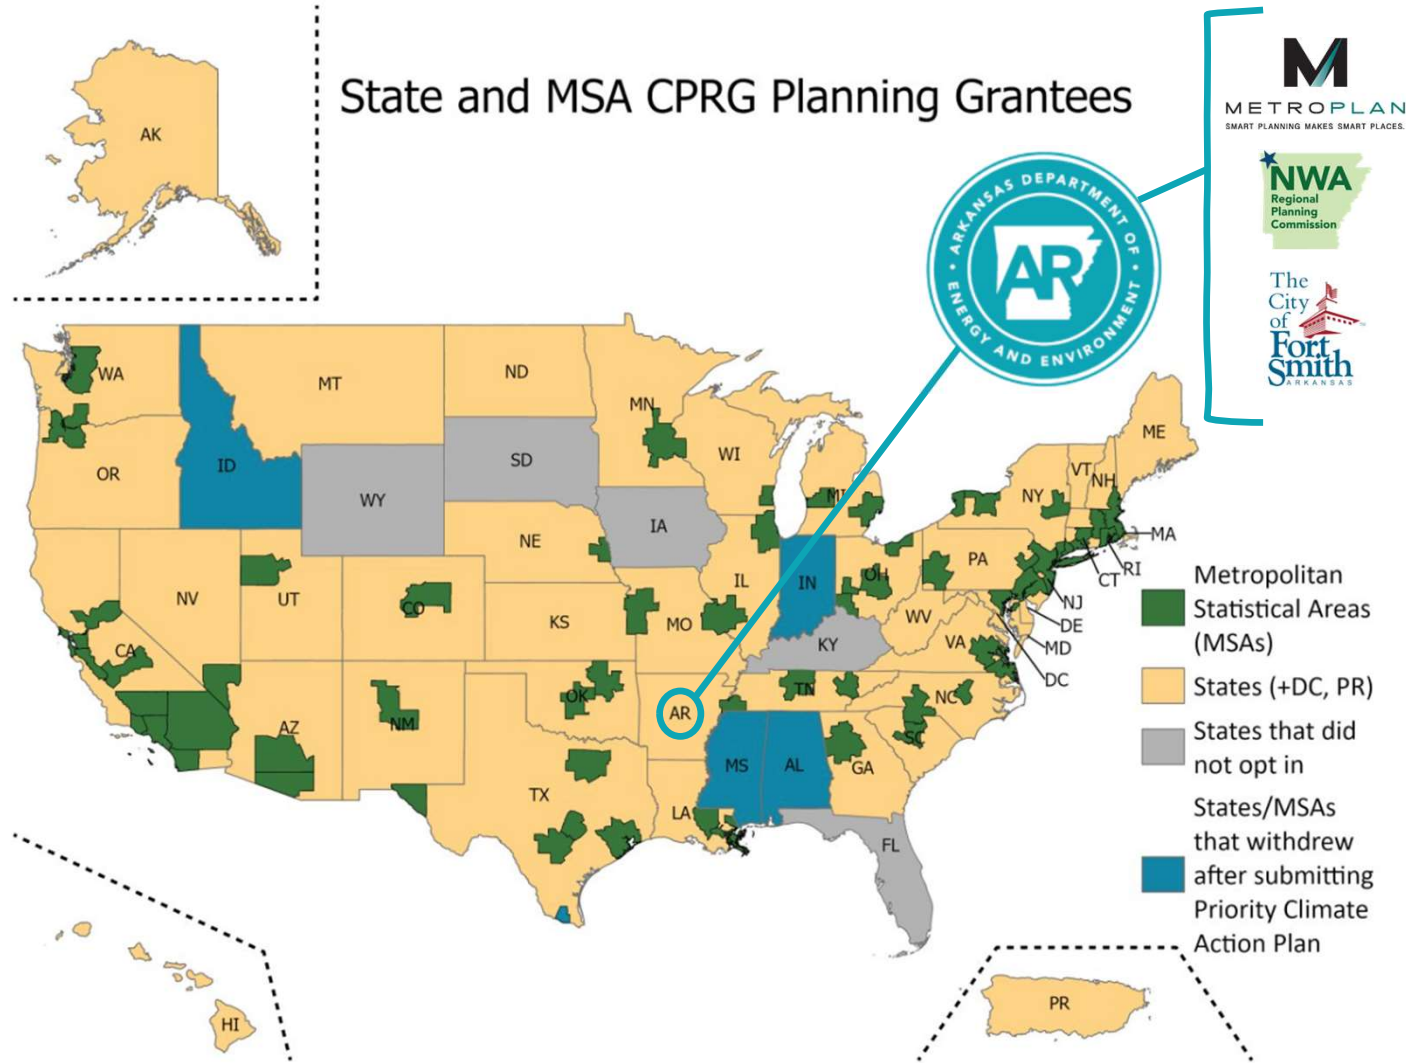 State and MSA CPRG Planning Grantees
METROPLAN
SMART PLANNING MAKES SMART PLACES.
NWA
Regional
Planning
Commission
The
City
of
Fort
Smith
ARKANSAS
ARKANSAS DEPARTMENT OF
ENERGY AND ENVIRONMENT
AR
AK
WA
MT
ND
MN
OR
ID
WY
SD
WI
MI
NY
VT
NH
ME
MA
RI
CT
NJ
DE
MD
DC
NV
UT
CO
NE
IA
IL
IN
OH
PA
WV
VA
KY
CA
KS
MO
AZ
NM
OK
AR
TN
NC
SC
TX
LA
MS
AL
GA
FL
HI
PR
Metropolitan
Statistical Areas
(MSAs)
States (+DC, PR)
States that did
not opt in
States/MSAs
that withdrew
after submitting
Priority Climate
Action Plan